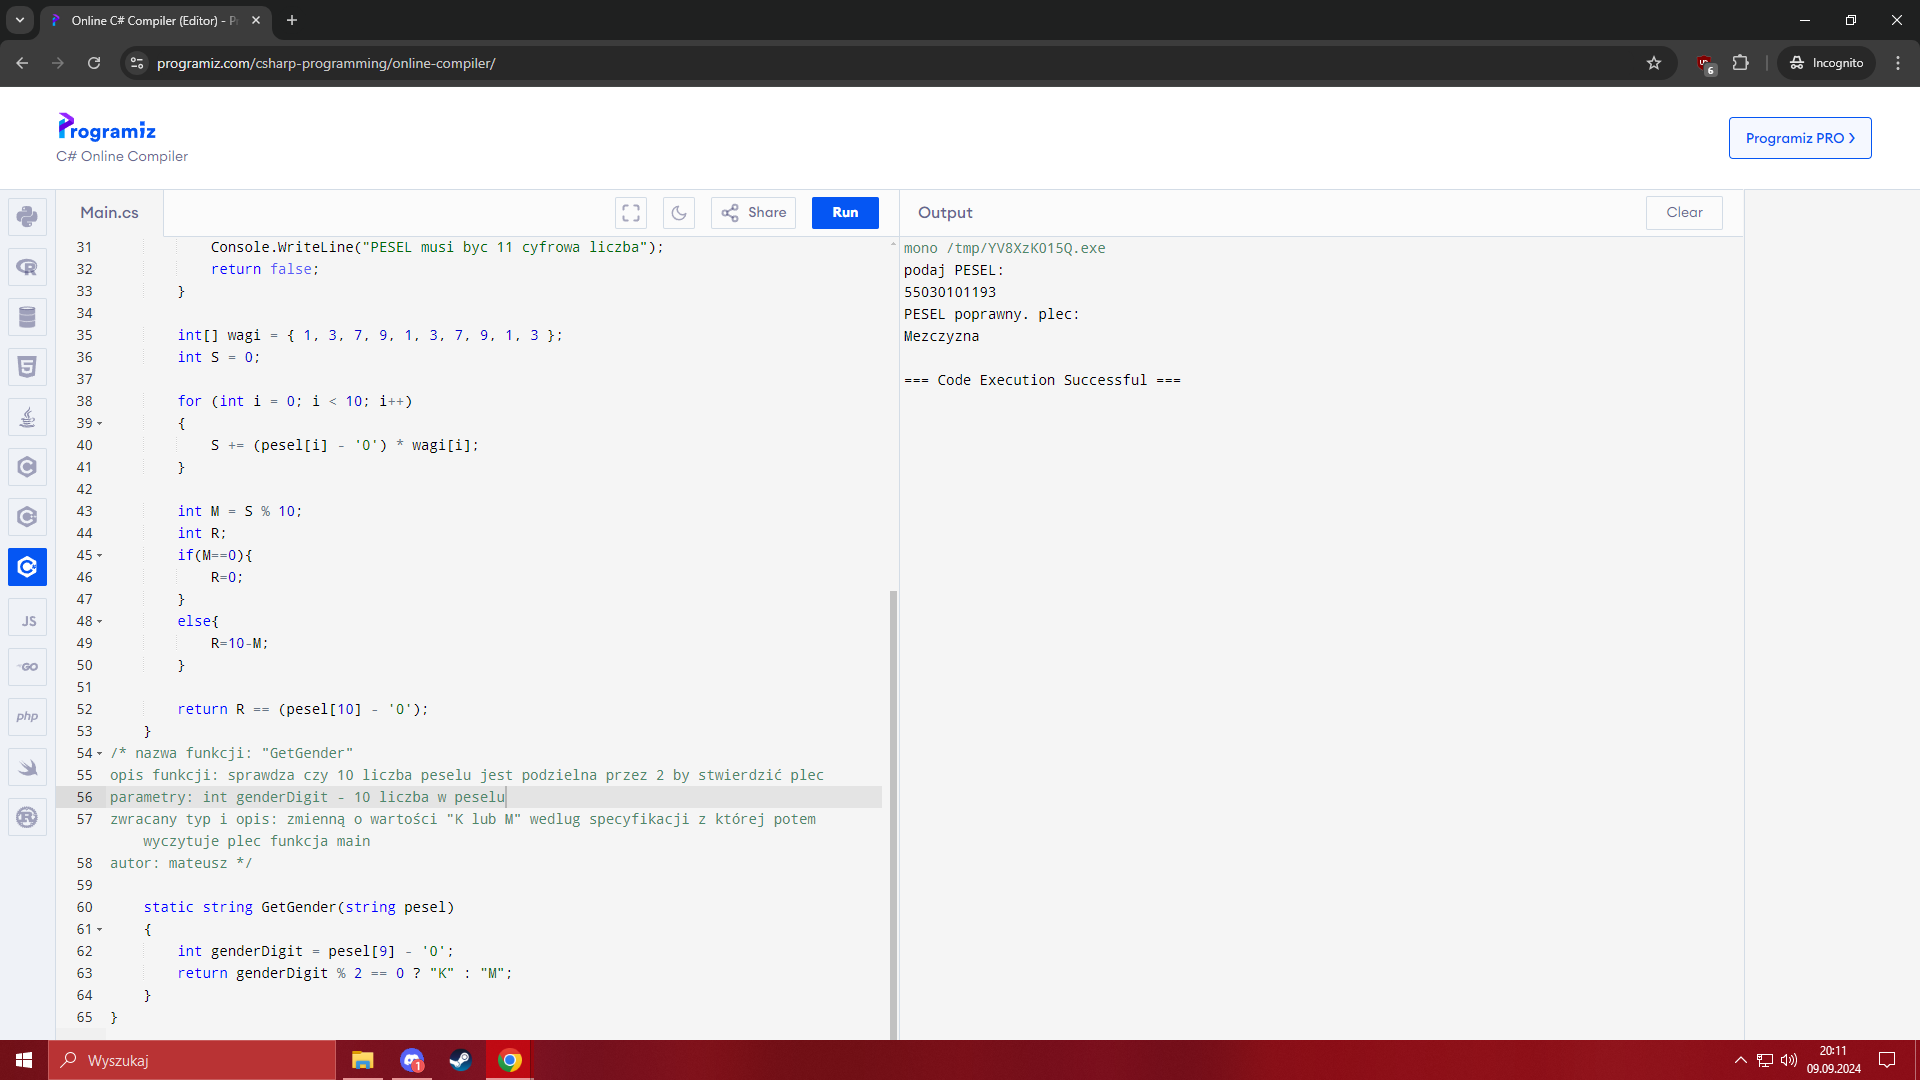 Online C# Compiler (Editor) - P
programiz.com/csharp-programming/online-compiler/
6
Incognito
Programiz
C# Online Compiler
Programiz PRO
Main.cs
Share
Run
Output
Clear
31 Console.WriteLine("PESEL musi byc 11 cyfrowa liczba");
32 return false;
33 }
34
35 int[] wagi = { 1, 3, 7, 9, 1, 3, 7, 9, 1, 3 };
36 int S = 0;
37
38 for (int i = 0; i < 10; i++)
39 {
40 S += (pesel[i] - '0') * wagi[i];
41 }
42
43 int M = S % 10;
44 int R;
45 if(M==0){
46 R=0;
47 }
48 else{
49 R=10-M;
50 }
51
52 return R == (pesel[10] - '0');
53 }
54 /* nazwa funkcji: "GetGender"
55 opis funkcji: sprawdza czy 10 liczba peselu jest podzielna przez 2 by stwierdzić plec
56 parametry: int genderDigit - 10 liczba w peselu
57 zwracany typ i opis: zmienną o wartości "K lub M" wedlug specyfikacji z której potem
wyczytuje plec funkcja main
58 autor: mateusz */
59
60 static string GetGender(string pesel)
61 {
62 int genderDigit = pesel[9] - '0';
63 return genderDigit % 2 == 0 ? "K" : "M";
64 }
65 }
mono /tmp/YV8XzKO15Q.exe
podaj PESEL:
55030101193
PESEL poprawny. plec:
Mezczyzna
=== Code Execution Successful ===
JS
GO
php
Wyszukaj
1
20:11
09.09.2024